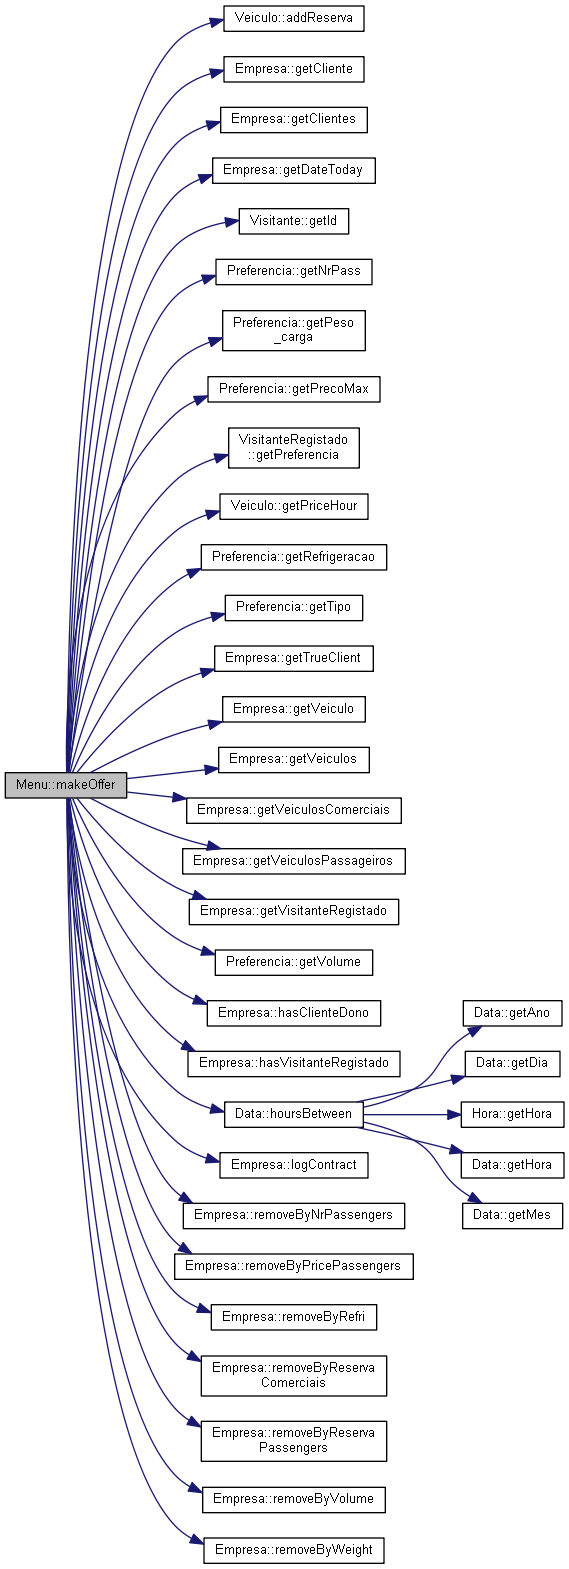 Veiculo::addReserva
Empresa::getCliente
Empresa::getClientes
Empresa::getDateToday
Visitante::getId
Preferencia::getNrPass
Preferencia::getPeso
_carga
Preferencia::getPrecoMax
VisitanteRegistado
::getPreferencia
Veiculo::getPriceHour
Preferencia::getRefrigeracao
Preferencia::getTipo
Empresa::getTrueClient
Empresa::getVeiculo
Empresa::getVeiculos
Menu::makeOffer
Empresa::getVeiculosComerciais
Empresa::getVeiculosPassageiros
Empresa::getVisitanteRegistado
Preferencia::getVolume
Empresa::hasClienteDono
Empresa::hasVisitanteRegistado
Data::hoursBetween
Data::getAno
Data::getDia
Hora::getHora
Data::getHora
Data::getMes
Empresa::logContract
Empresa::removeByNrPassengers
Empresa::removeByPricePassengers
Empresa::removeByRefri
Empresa::removeByReserva
Comerciais
Empresa::removeByReserva
Passengers
Empresa::removeByVolume
Empresa::removeByWeight